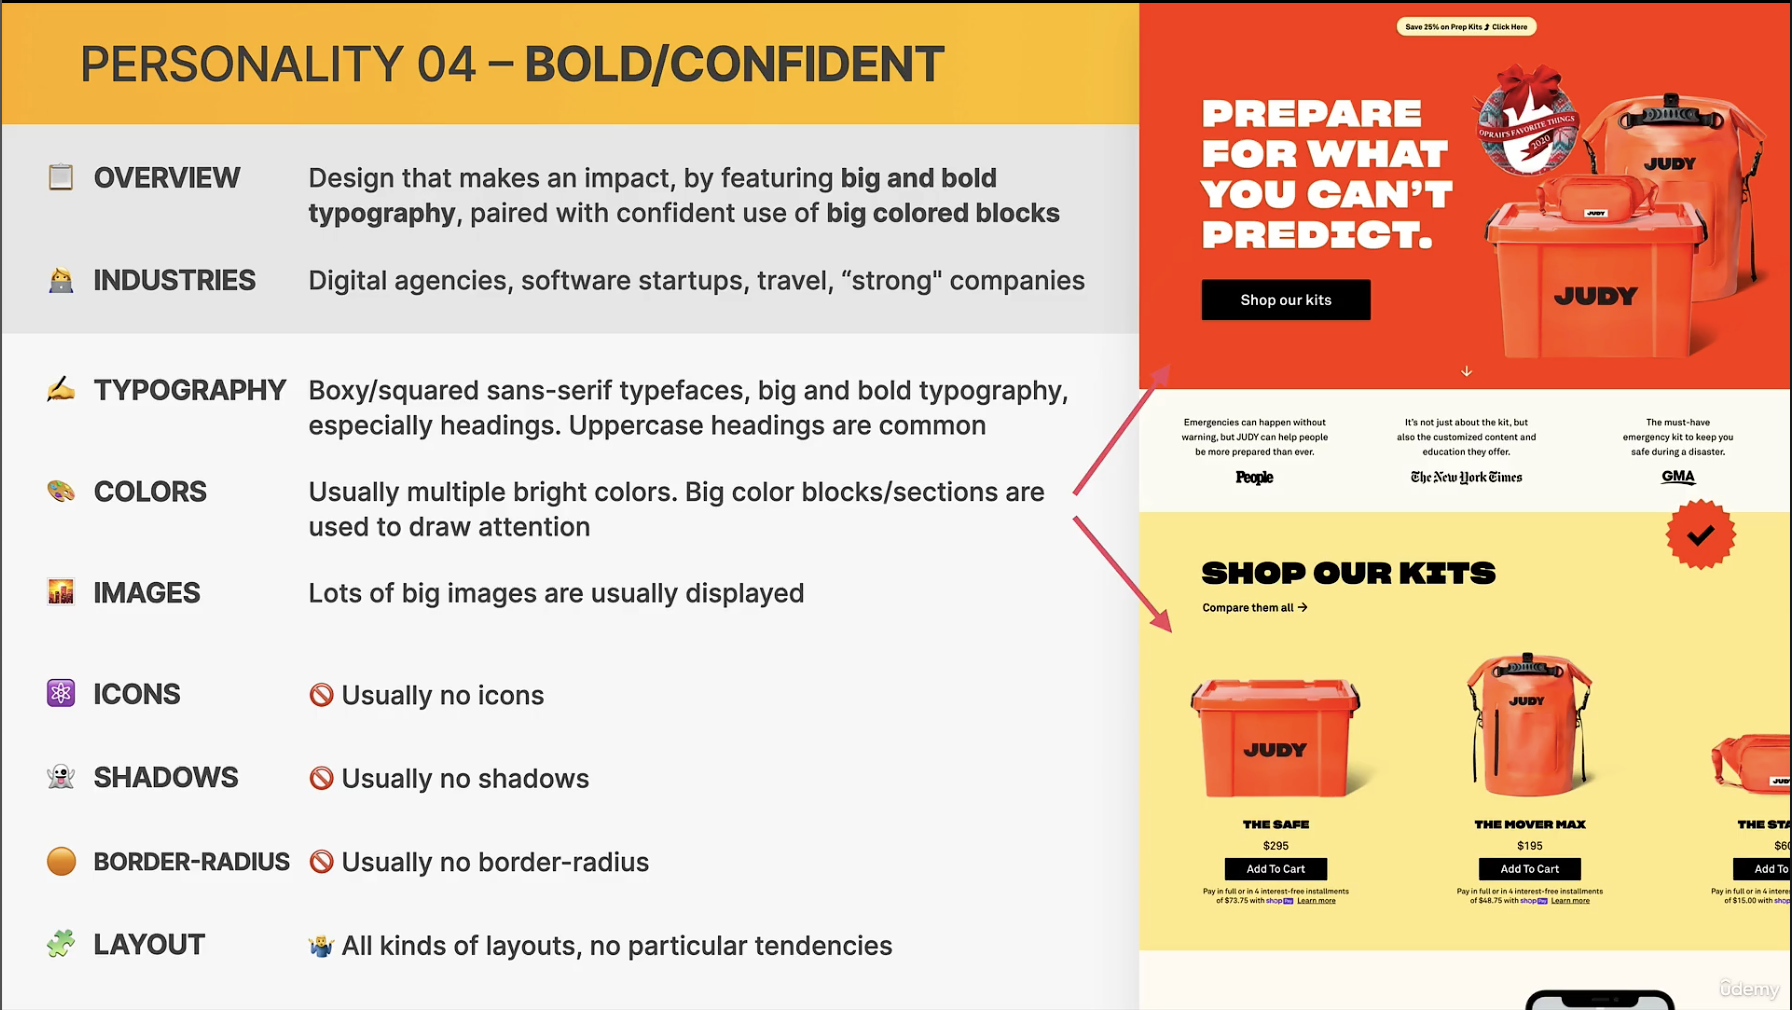 PERSONALITY 04 – BOLD/CONFIDENT
OVERVIEW
Design that makes an impact, by featuring big and bold
typography, paired with confident use of big colored blocks
INDUSTRIES
Digital agencies, software startups, travel, “strong" companies
TYPOGRAPHY
Boxy/squared sans-serif typefaces, big and bold typography,
especially headings. Uppercase headings are common
COLORS
Usually multiple bright colors. Big color blocks/sections are
used to draw attention
IMAGES
Lots of big images are usually displayed
ICONS
Usually no icons
SHADOWS
Usually no shadows
BORDER-RADIUS
Usually no border-radius
LAYOUT
All kinds of layouts, no particular tendencies
Save 25% on Prep Kits Click Here
PREPARE
FOR WHAT
YOU CAN’T
PREDICT.
Shop our kits
OPRAH'S FAVORITE THINGS
2020
JUDY
JUDY
JUDY
Emergencies can happen without
warning, but JUDY can help people
be more prepared than ever.
People
It’s not just about the kit, but
also the customized content and
education they offer.
The New York Times
The must-have
emergency kit to keep you
safe during a disaster.
GMA
SHOP OUR KITS
Compare them all →
JUDY
THE SAFE
$295
Add To Cart
Pay in full or in 4 interest-free installments
of $73.75 with shop Pay Learn more
JUDY
THE MOVER MAX
$195
Add To Cart
Pay in full or in 4 interest-free installments
of $48.75 with shop Pay Learn more
THE STA
$60
Add To
Pay in full or in 4 interest
of $15.00 with shop
ûdemy